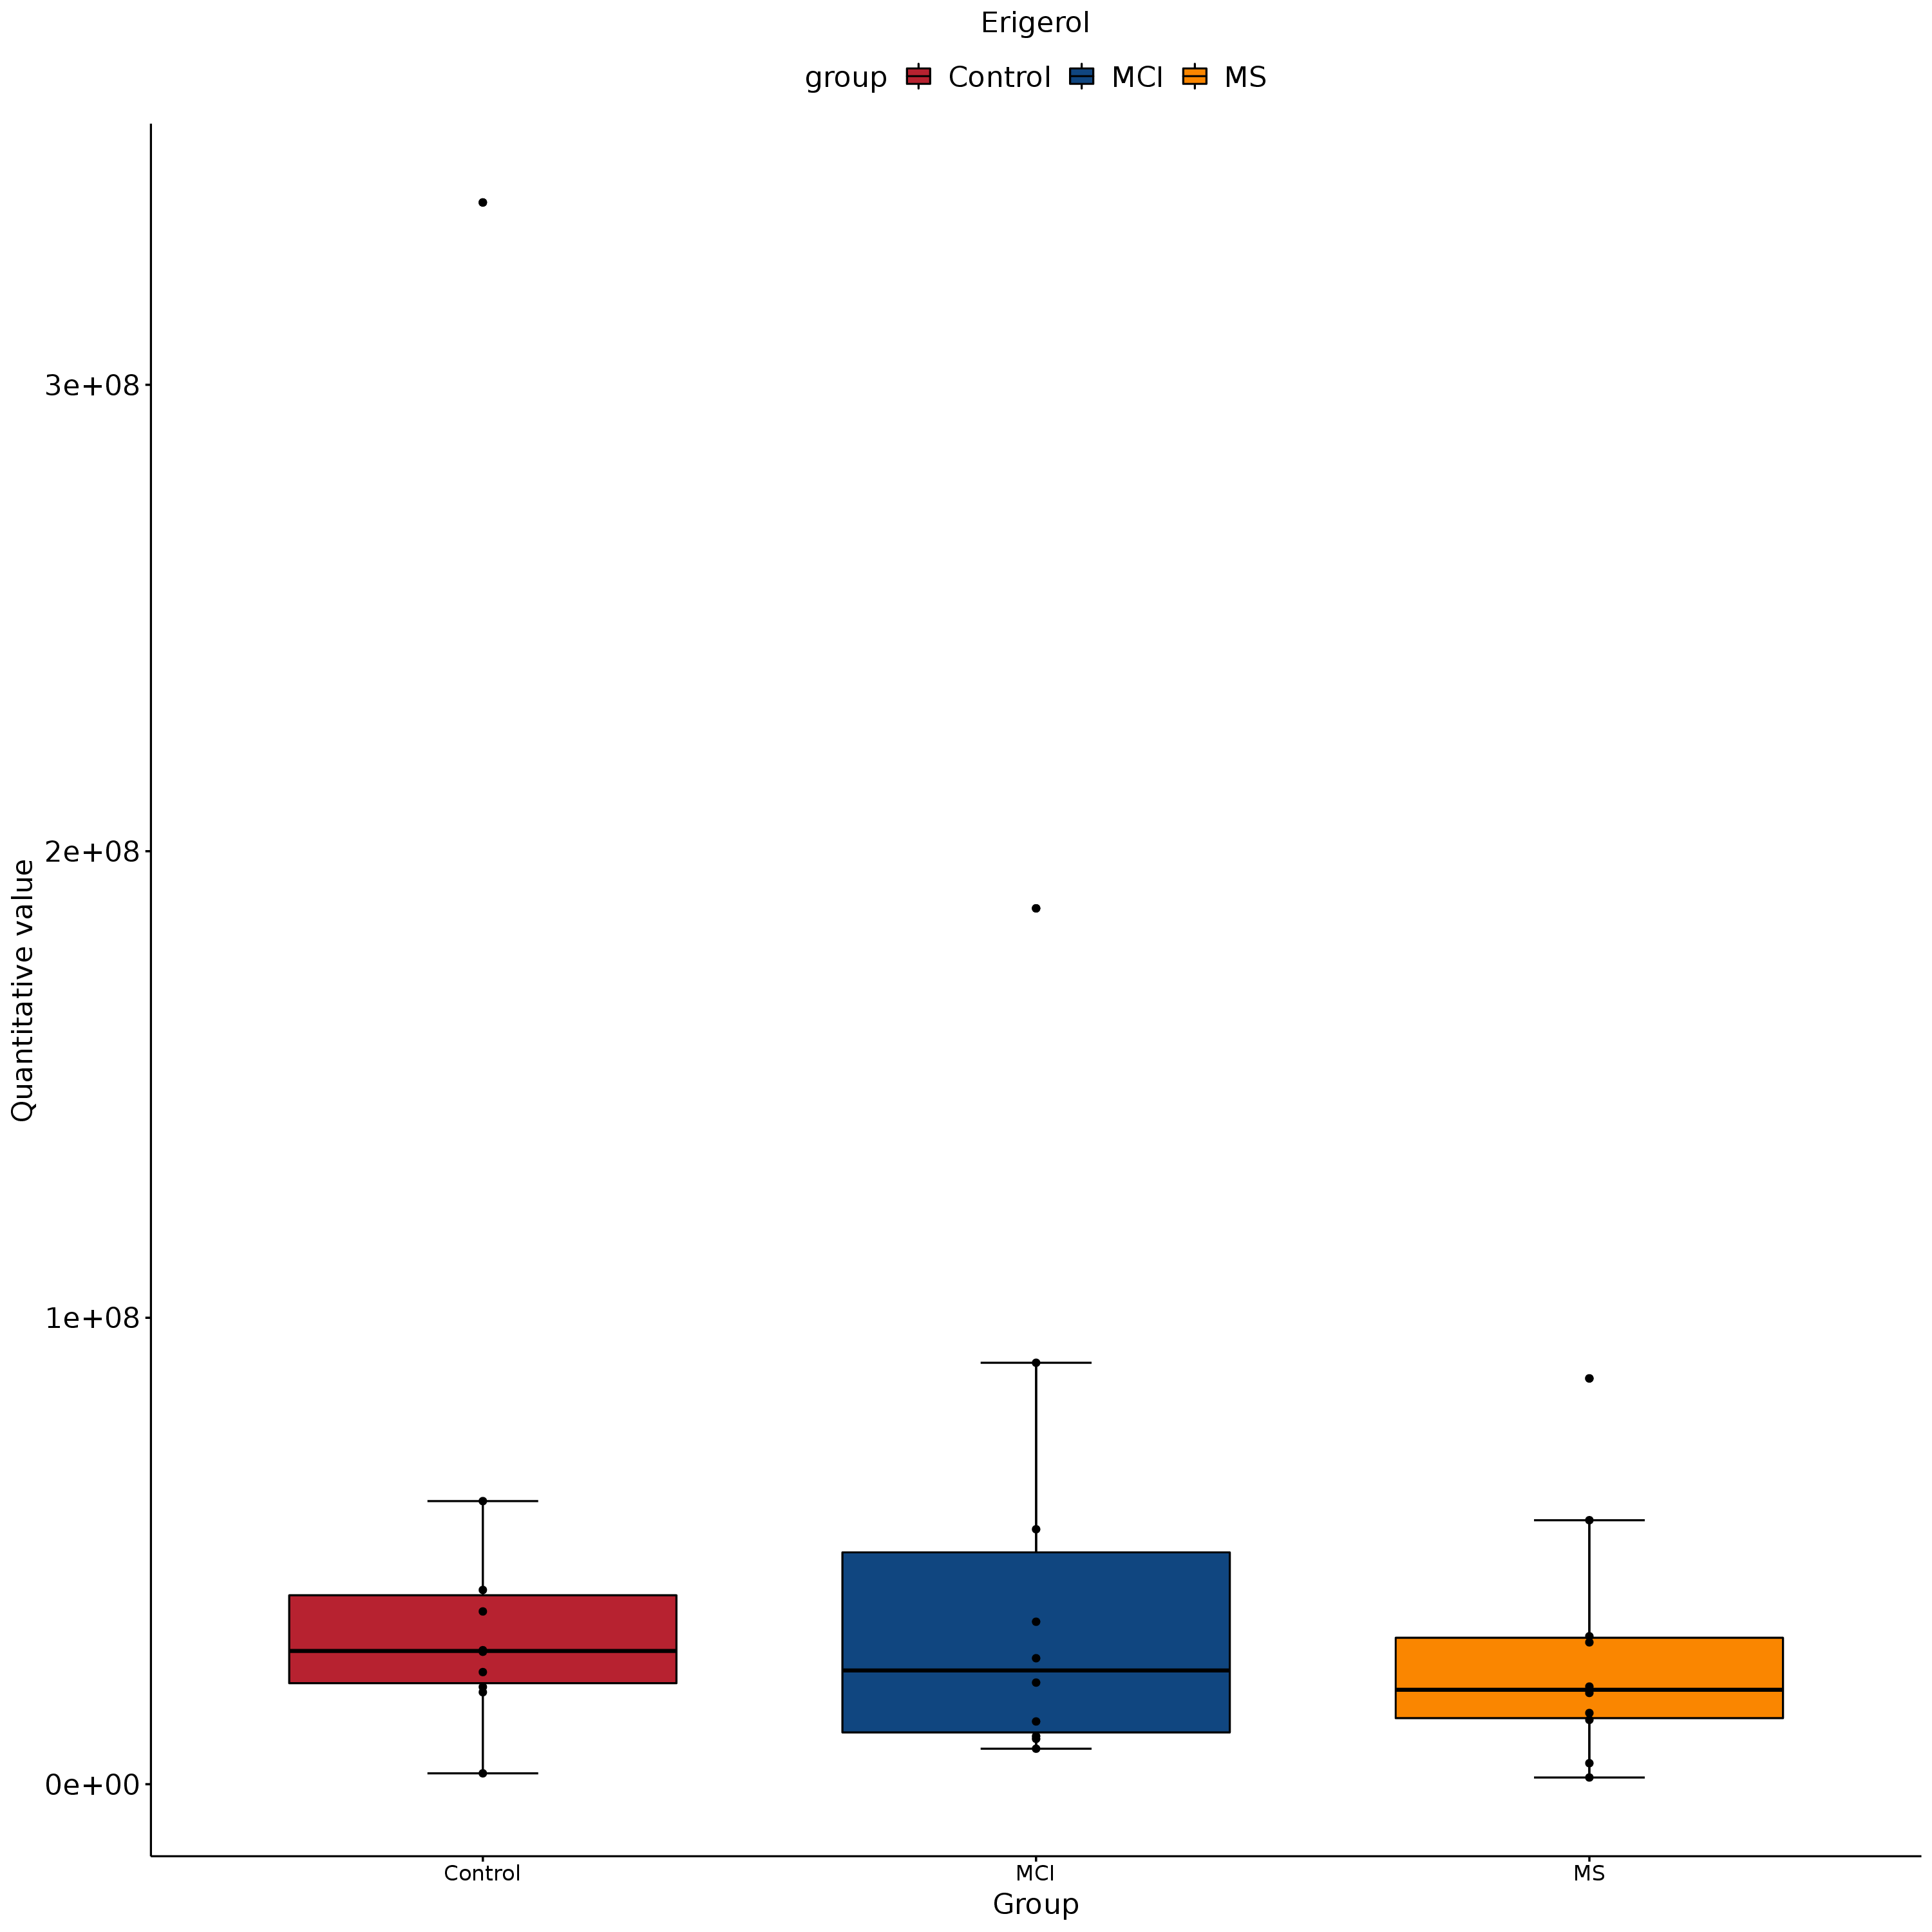 Erigerol
group Control MCI MS
3e+08
2e+08
1e+08
0e+00
Quantitative value
Control MCI MS
Group